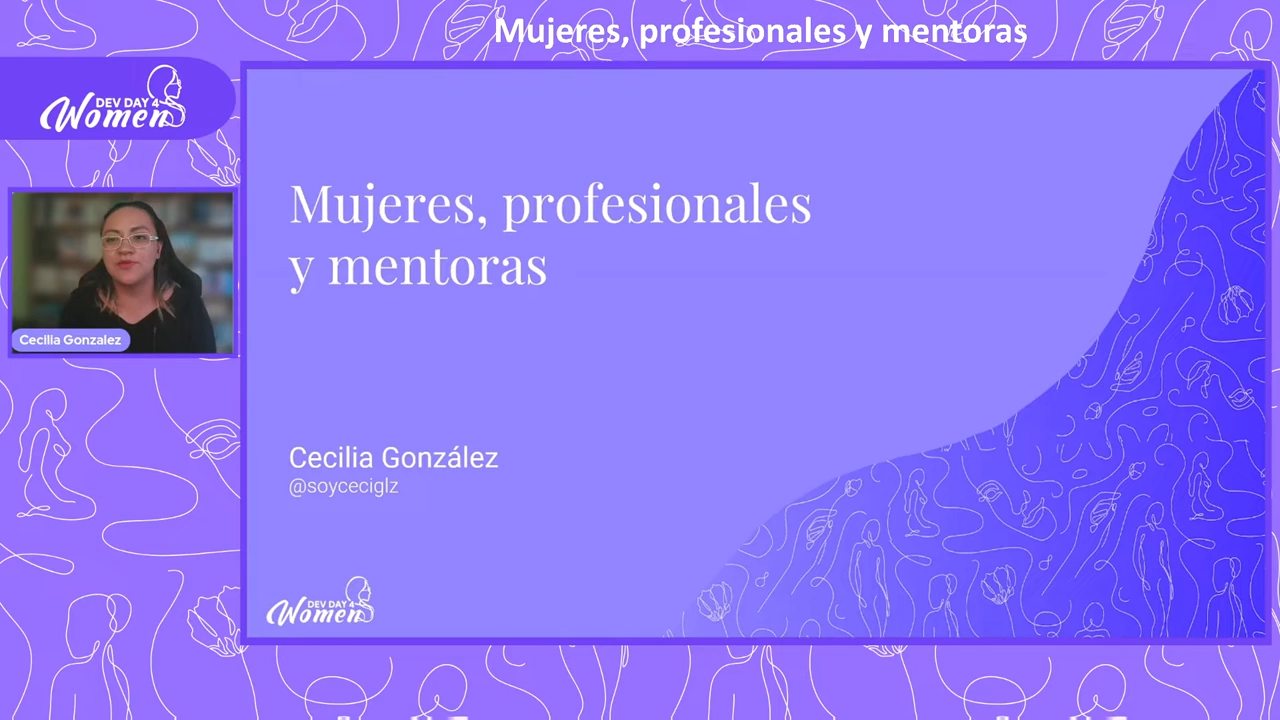 Mujeres, profesionales y mentoras
DEV DAY 4
Women
Cecilia Gonzalez
Mujeres, profesionales
y mentoras
Cecilia González
@soyceciglz
DEV DAY 4
Women